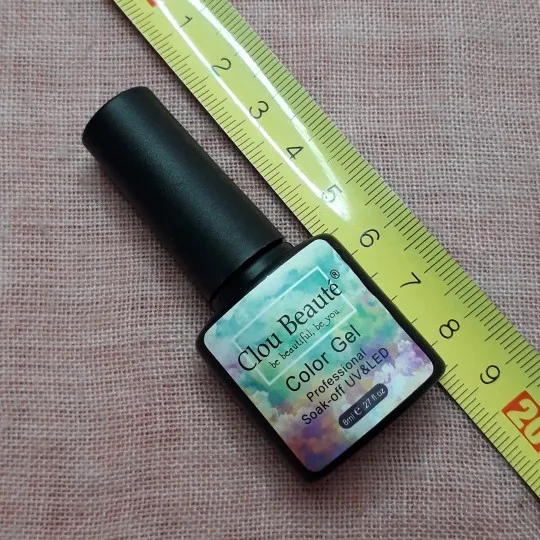 1
2
3
4
5
6
7
8
9
20
Clou Beauté®
be beautiful, be you
Color Gel
Professional
Soak-off UV&LED
8ml ℮ .27 fl oz